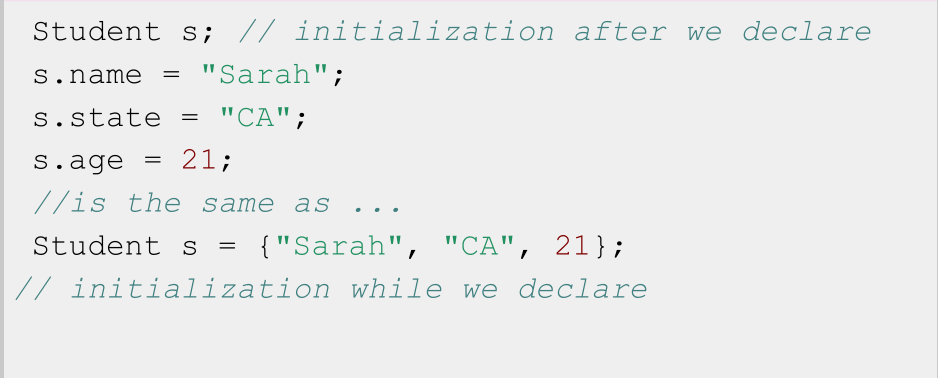 Student s; // initialization after we declare
s.name = "Sarah";
s.state = "CA";
s.age = 21;
//is the same as ...
Student s = {"Sarah", "CA", 21};
// initialization while we declare